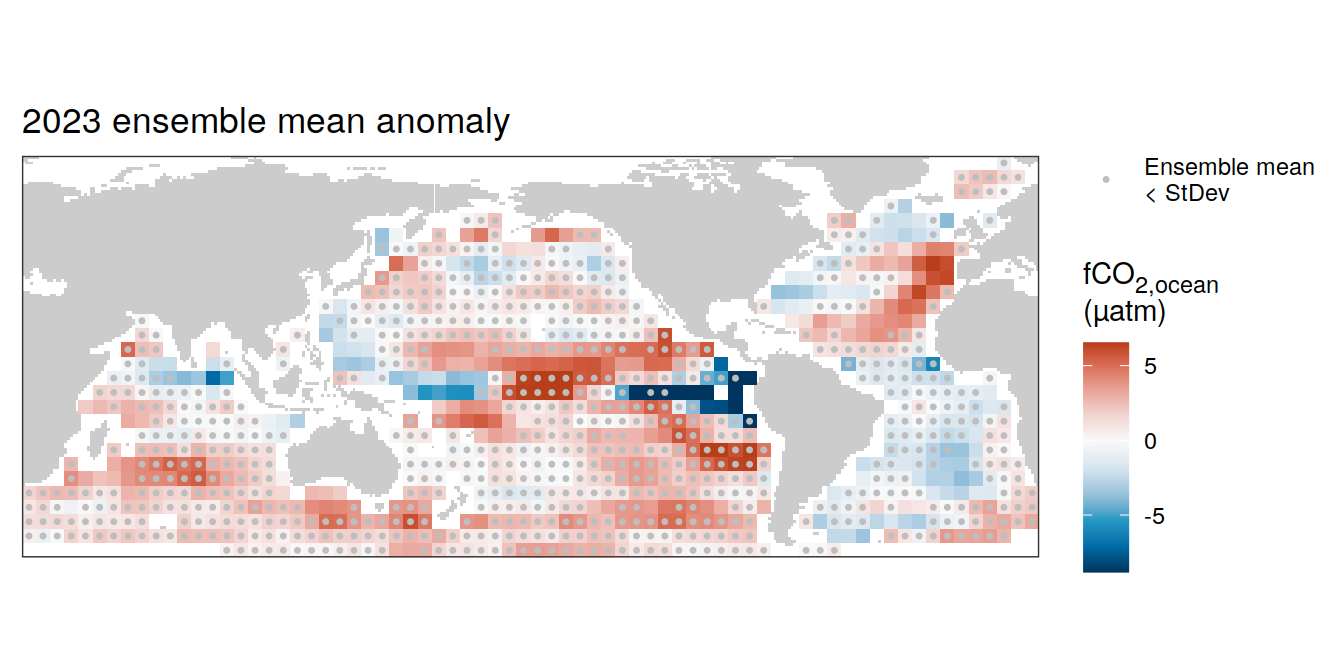 2023 ensemble mean anomaly
Ensemble mean
< StDev
fCO2,ocean
(µatm)
5
0
-5